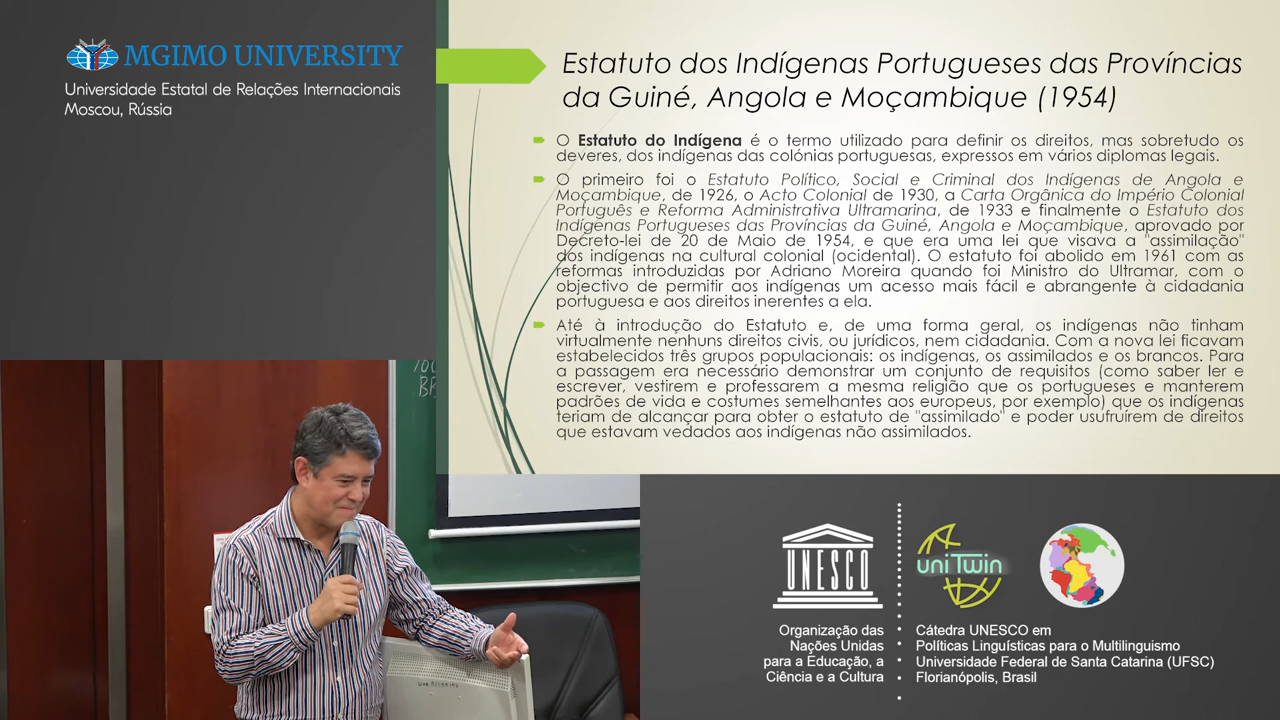 MGIMO UNIVERSITY
Universidade Estatal de Relações Internacionais
Moscou, Rússia
Estatuto dos Indígenas Portugueses das Províncias
da Guiné, Angola e Moçambique (1954)
O Estatuto do Indígena é o termo utilizado para definir os direitos, mas sobretudo os
deveres, dos indígenas das colónias portuguesas, expressos em vários diplomas legais.
O primeiro foi o Estatuto Político, Social e Criminal dos Indígenas de Angola e
Moçambique, de 1926, o Acto Colonial de 1930, a Carta Orgânica do Império Colonial
Português e Reforma Administrativa Ultramarina, de 1933 e finalmente o Estatuto dos
Indígenas Portugueses das Províncias da Guiné, Angola e Moçambique, aprovado por
Decreto-lei de 20 de Maio de 1954, e que era uma lei que visava a "assimilação"
dos indígenas na cultural colonial (ocidental). O estatuto foi abolido em 1961 com as
reformas introduzidas por Adriano Moreira quando foi Ministro do Ultramar, com o
objectivo de permitir aos indígenas um acesso mais fácil e abrangente à cidadania
portuguesa e aos direitos inerentes a ela.
Até à introdução do Estatuto e, de uma forma geral, os indígenas não tinham
virtualmente nenhuns direitos civis, ou jurídicos, nem cidadania. Com a nova lei ficavam
estabelecidos três grupos populacionais: os indígenas, os assimilados e os brancos. Para
a passagem era necessário demonstrar um conjunto de requisitos (como saber ler e
escrever, vestirem e professarem a mesma religião que os portugueses e manterem
padrões de vida e costumes semelhantes aos europeus, por exemplo) que os indígenas
teriam de alcançar para obter o estatuto de "assimilado" e poder usufruírem de direitos
que estavam vedados aos indígenas não assimilados.
UNESCO
uniTwin
Organização das
Nações Unidas
para a Educação, a
Ciência e a Cultura
Cátedra UNESCO em
Políticas Linguísticas para o Multilinguismo
Universidade Federal de Santa Catarina (UFSC)
Florianópolis, Brasil